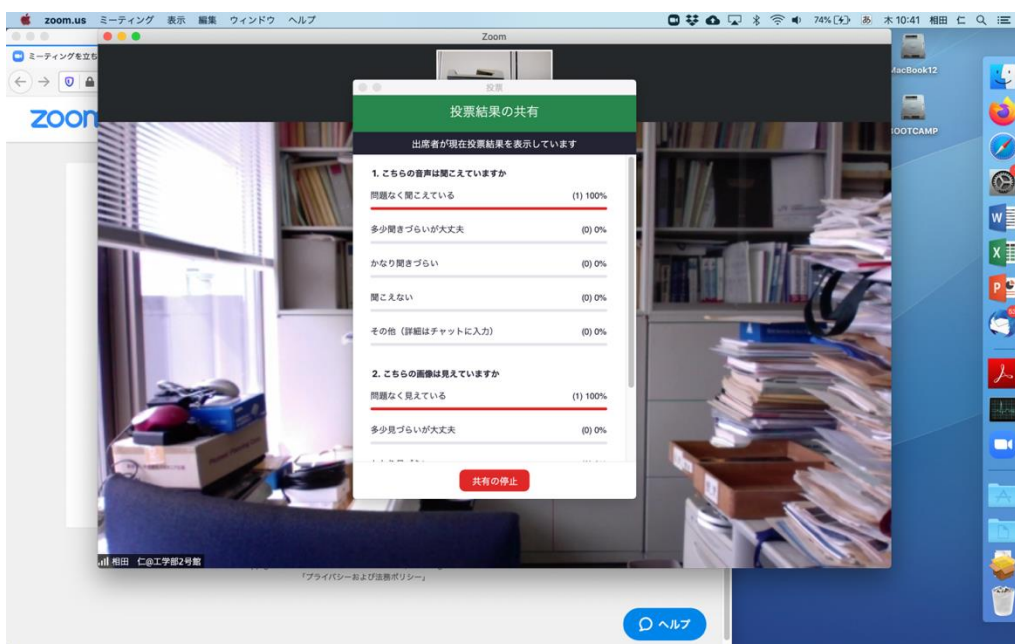 zoom.us ミーティング 表示 編集 ウィンドウ ヘルプ
74% あ 木10:41 相田 仁
Zoom
ミーティングを立ち
MacBook12
zoom
BOOTCAMP
投票
投票結果の共有
出席者が現在投票結果を表示しています
1. こちらの音声は聞こえていますか
問題なく聞こえている (1) 100%
多少聞きづらいが大丈夫 (0) 0%
かなり聞きづらい (0) 0%
聞こえない (0) 0%
その他（詳細はチャットに入力） (0) 0%
2. こちらの画像は見えていますか
問題なく見えている (1) 100%
多少見づらいが大丈夫 (0) 0%
共有の停止
相田 仁@工学部2号館
「プライバシーおよび法務ポリシー」
ヘルプ